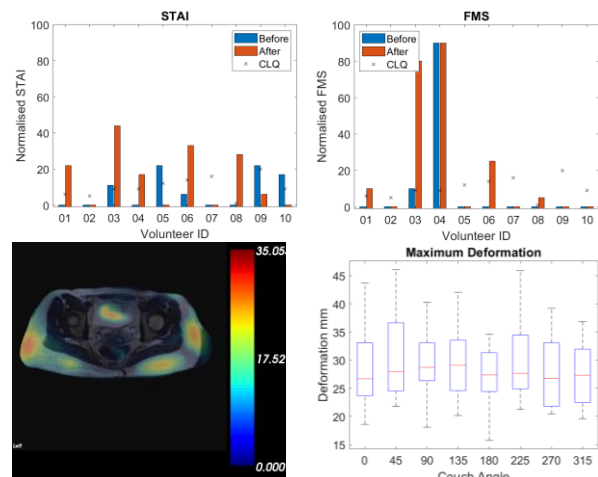 STAI
Normalised STAI
100
80
60
40
20
0
Before
After
CLQ
01 02 03 04 05 06 07 08 09 10
Volunteer ID
FMS
Normalised FMS
100
80
60
40
20
0
Before
After
CLQ
01 02 03 04 05 06 07 08 09 10
Volunteer ID
35.05
17.52
0.000
Left
Maximum Deformation
Deformation mm
45
40
35
30
25
20
15
0 45 90 135 180 225 270 315
Couch Angle